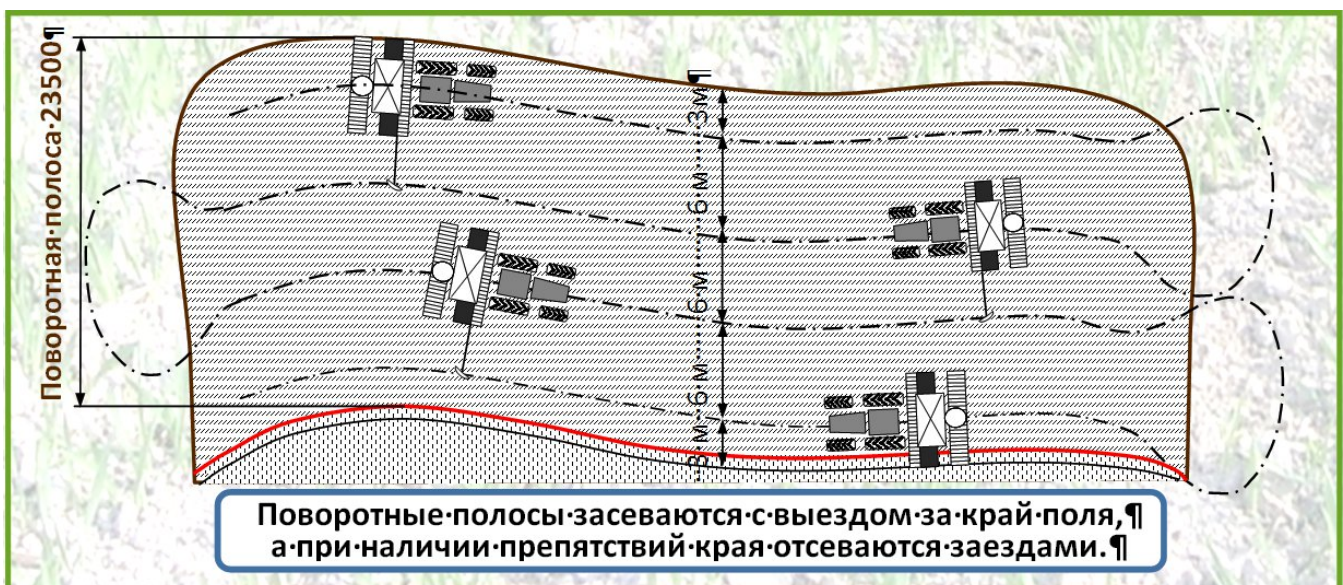 Поворотная·полоса·23500¶
3м¶
6·м
6·м
6·м
3·м
Поворотные·полосы·засеваются·с·выездом·за·край·поля,¶
а·при·наличии·препятствий·края·отсеваются·заездами.¶